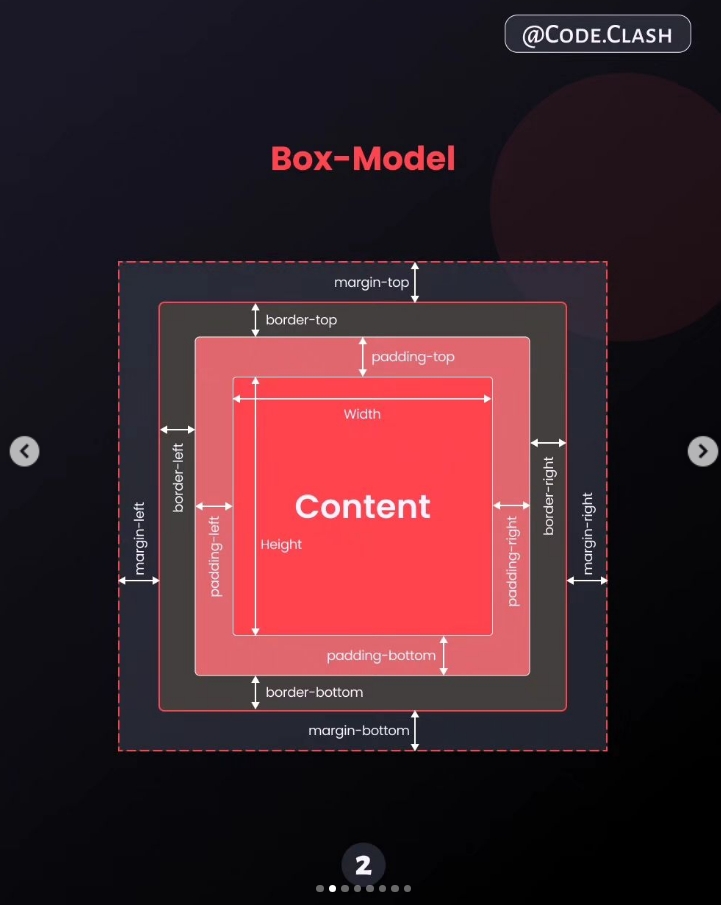 @Code.Clash
Box-Model
margin-top
border-top
padding-top
Width
border-left
border-right
margin-left
margin-right
padding-left
padding-right
Content
Height
padding-bottom
border-bottom
margin-bottom
2